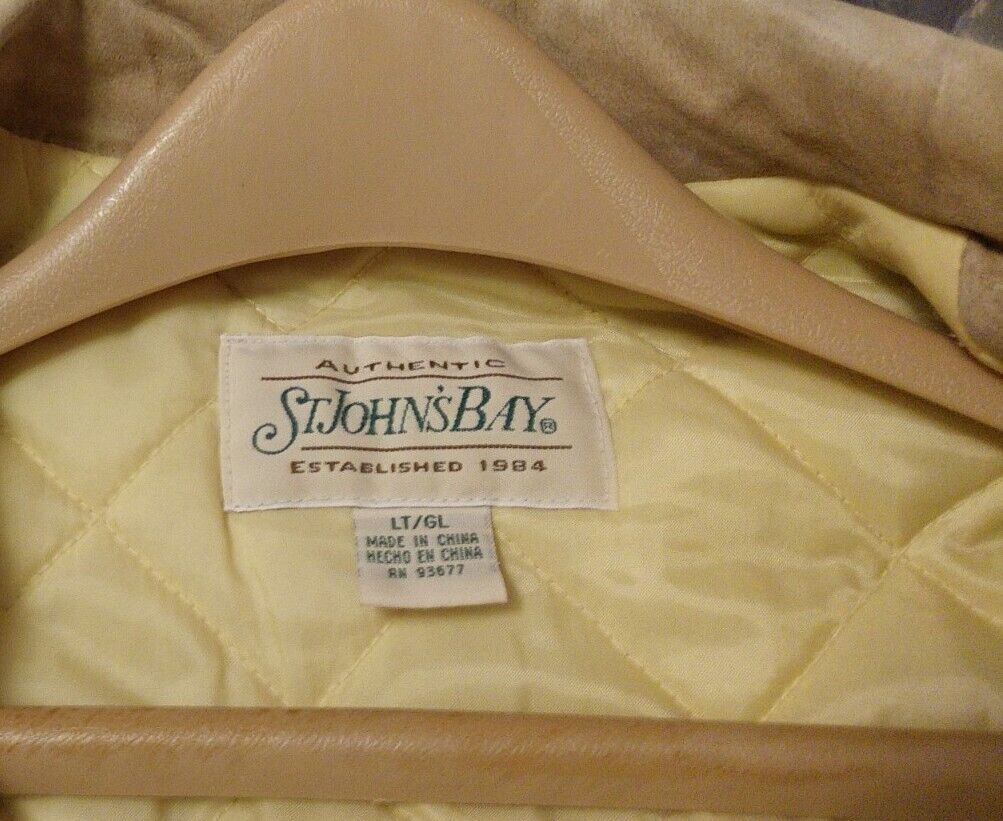 AUTHENTIC
ST.JOHN'S BAY®
ESTABLISHED 1984
LT/GL
MADE IN CHINA
HECHO EN CHINA
RN 93677